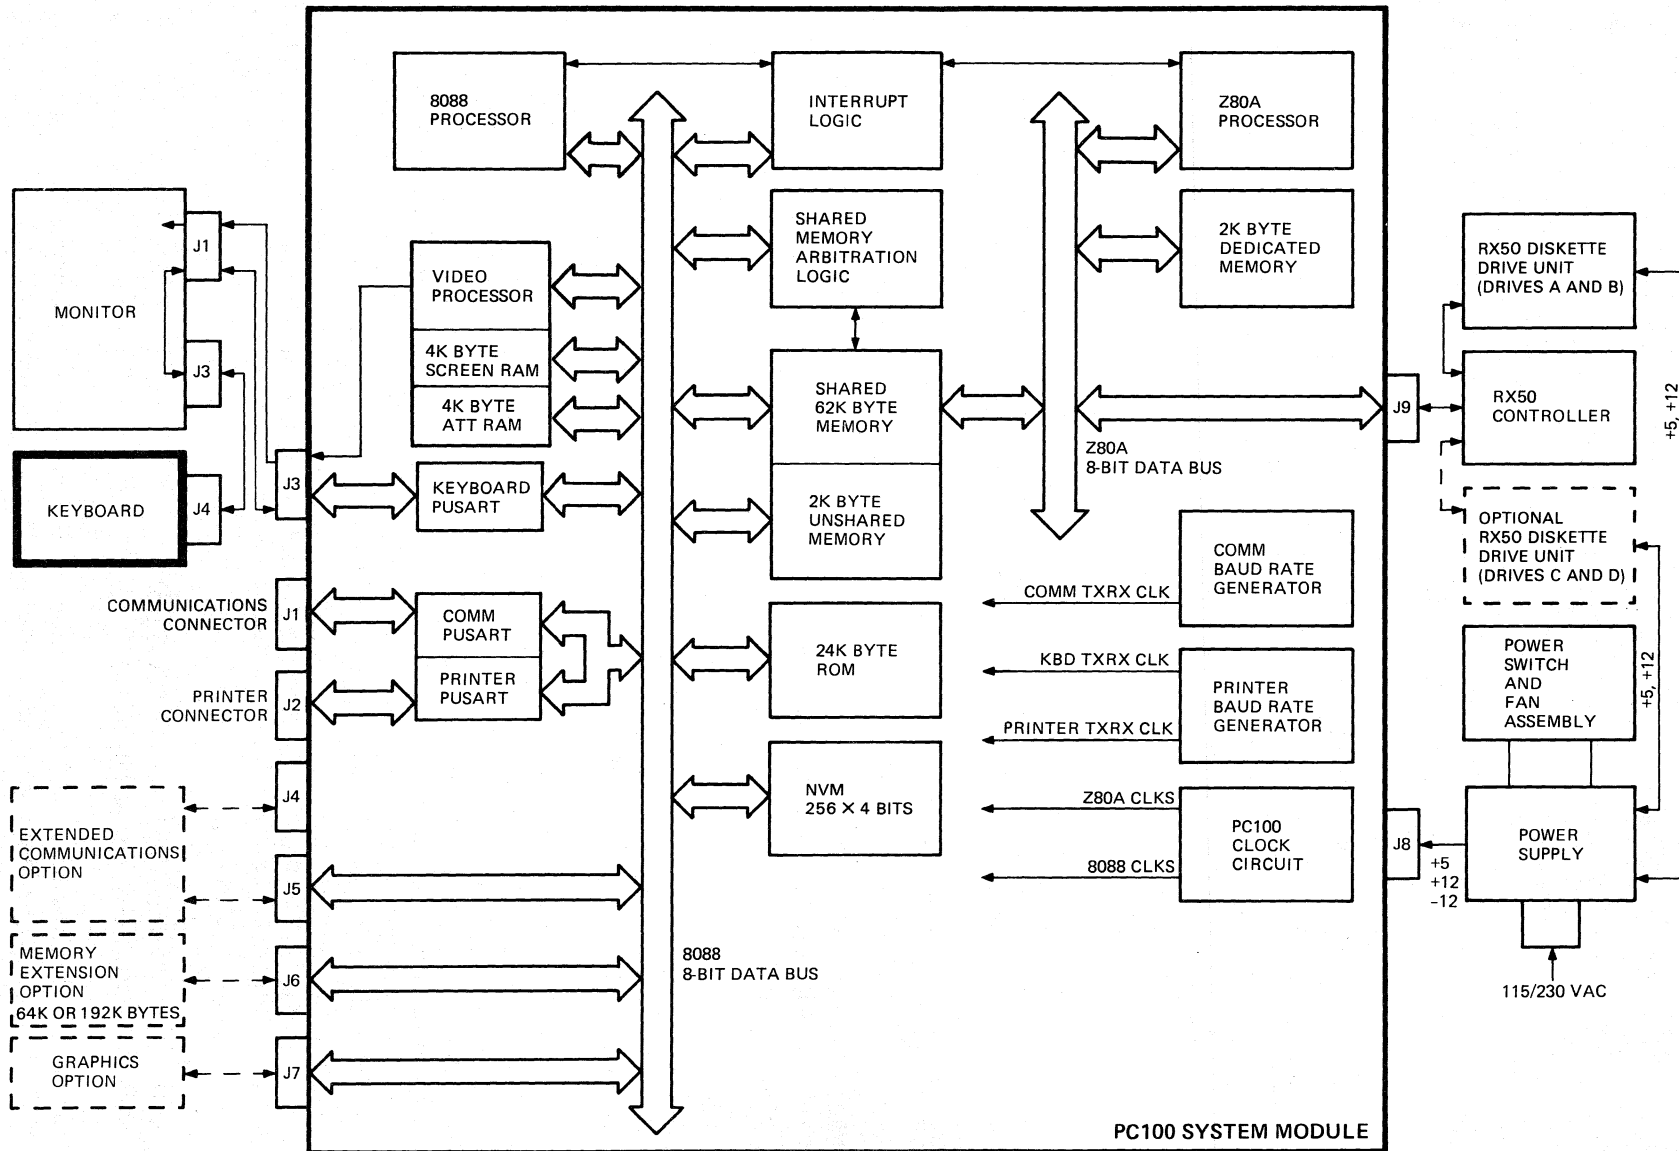 8088
PROCESSOR
INTERRUPT
LOGIC
Z80A
PROCESSOR
MONITOR
J1
J3
KEYBOARD
J4
VIDEO
PROCESSOR
4K BYTE
SCREEN RAM
4K BYTE
ATT RAM
J3
KEYBOARD
PUSART
SHARED
MEMORY
ARBITRATION
LOGIC
SHARED
62K BYTE
MEMORY
2K BYTE
UNSHARED
MEMORY
2K BYTE
DEDICATED
MEMORY
Z80A
8-BIT DATA BUS
J9
RX50 DISKETTE
DRIVE UNIT
(DRIVES A AND B)
RX50
CONTROLLER
+5, +12
OPTIONAL
RX50 DISKETTE
DRIVE UNIT
(DRIVES C AND D)
COMMUNICATIONS
CONNECTOR
J1
COMM
PUSART
PRINTER
PUSART
PRINTER
CONNECTOR
J2
24K BYTE
ROM
COMM
BAUD RATE
GENERATOR
COMM TXRX CLK
KBD TXRX CLK
PRINTER
BAUD RATE
GENERATOR
PRINTER TXRX CLK
POWER
SWITCH
AND
FAN
ASSEMBLY
+5, +12
J4
EXTENDED
COMMUNICATIONS
OPTION
J5
NVM
256 × 4 BITS
Z80A CLKS
PC100
CLOCK
CIRCUIT
8088 CLKS
J8
+5
+12
-12
POWER
SUPPLY
115/230 VAC
MEMORY
EXTENSION
OPTION
64K OR 192K BYTES
J6
8088
8-BIT DATA BUS
GRAPHICS
OPTION
J7
PC100 SYSTEM MODULE